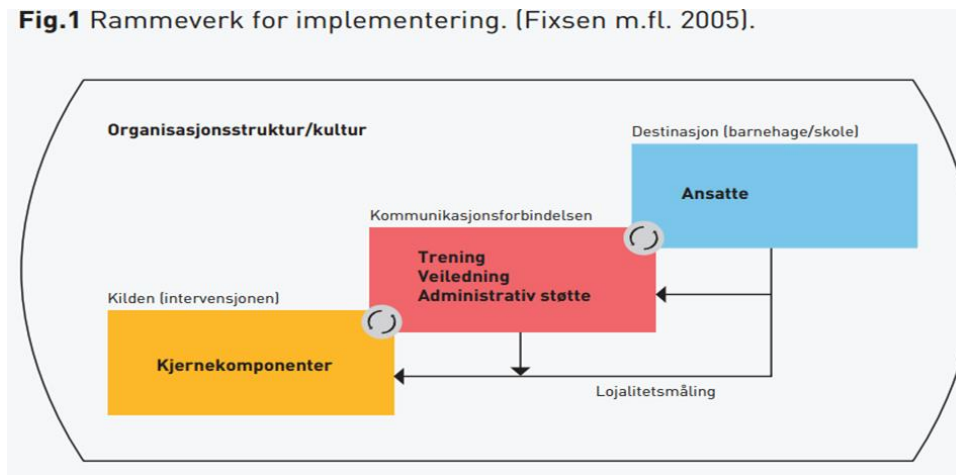 Fig.1 Rammeverk for implementering. (Fixsen m.fl. 2005).
Organisasjonsstruktur/kultur
Destinasjon (barnehage/skole)
Ansatte
Kommunikasjonsforbindelsen
Trening
Veiledning
Administrativ støtte
Kilden (intervensjonen)
Kjernekomponenter
Lojalitetsmåling